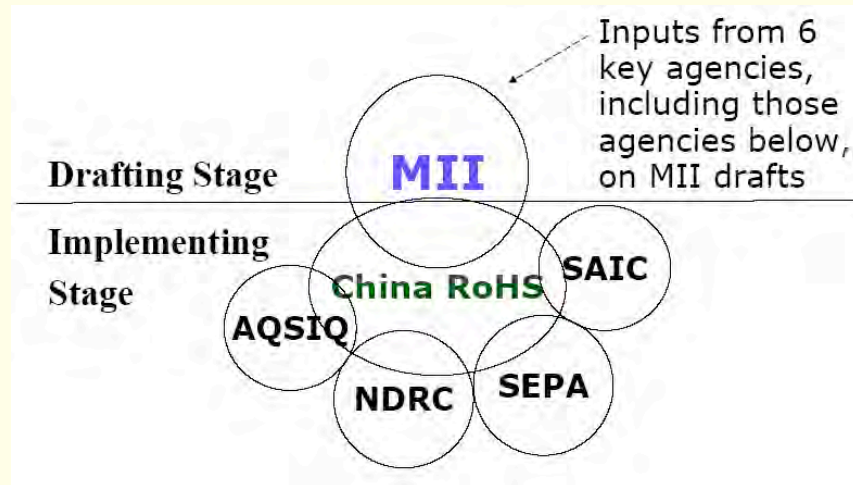 Inputs from 6
key agencies,
including those
agencies below,
on MII drafts
Drafting Stage
MII
Implementing
Stage
SAIC
China RoHS
AQSIQ
NDRC
SEPA